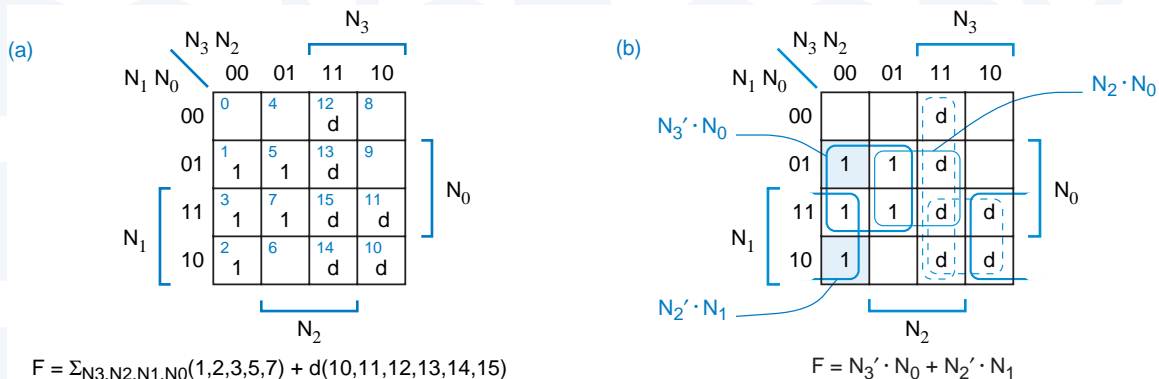 (a)
N3 N2
N3
N1 N0
00 01 11 10
00
0 4 12 8
d
01
1 5 13 9
1 1 d
N0
11
3 7 15 11
1 1 d d
N1
10
2 6 14 10
1 d d
N2
F = ΣN3,N2,N1,N0(1,2,3,5,7) + d(10,11,12,13,14,15)
(b)
N3 N2
N3
N1 N0
00 01 11 10
N2 · N0
N3′ · N0
00 d
01 1 1 d
N0
11 1 1 d d
N1
10 1 d d
N2′ · N1
N2
F = N3′ · N0 + N2′ · N1